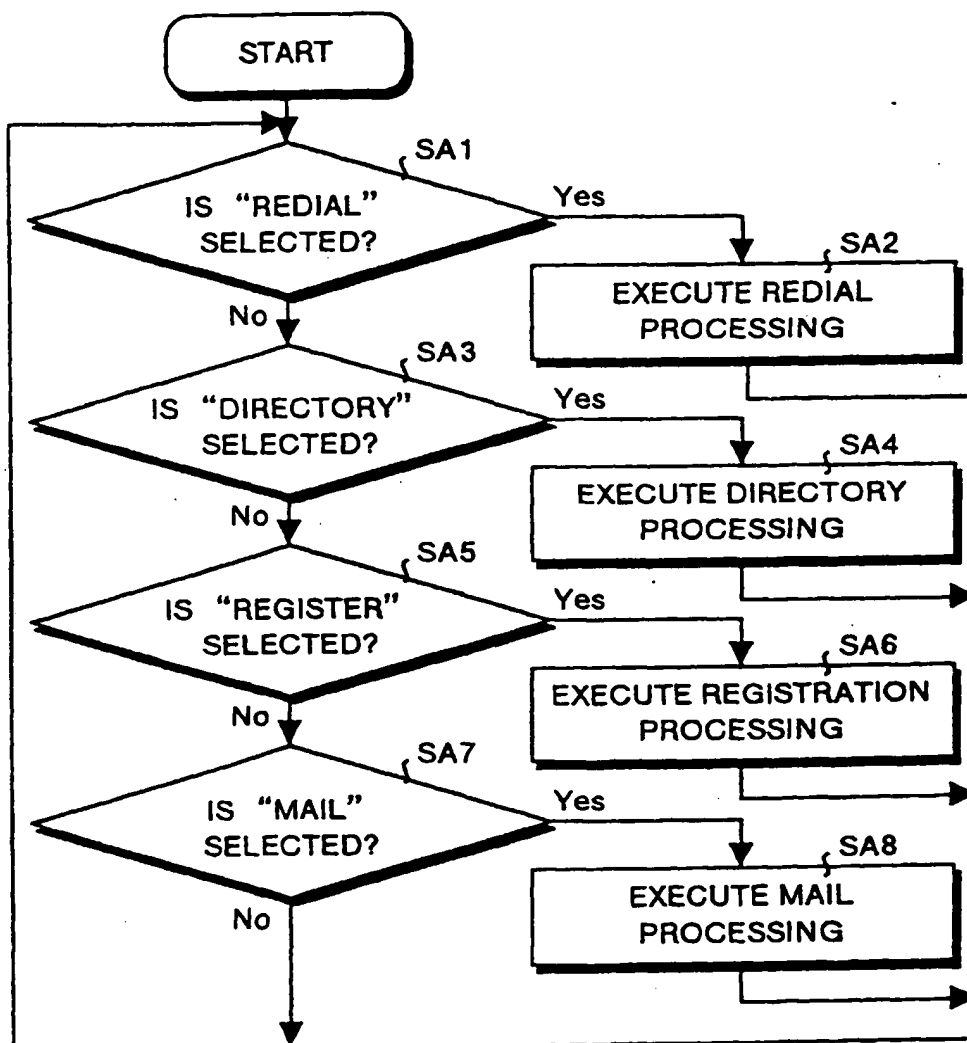 START
SA1
IS "REDIAL"
SELECTED?
Yes
No
SA2
EXECUTE REDIAL
PROCESSING
SA3
IS "DIRECTORY"
SELECTED?
Yes
No
SA4
EXECUTE DIRECTORY
PROCESSING
SA5
IS "REGISTER"
SELECTED?
Yes
No
SA6
EXECUTE REGISTRATION
PROCESSING
SA7
IS "MAIL"
SELECTED?
Yes
No
SA8
EXECUTE MAIL
PROCESSING